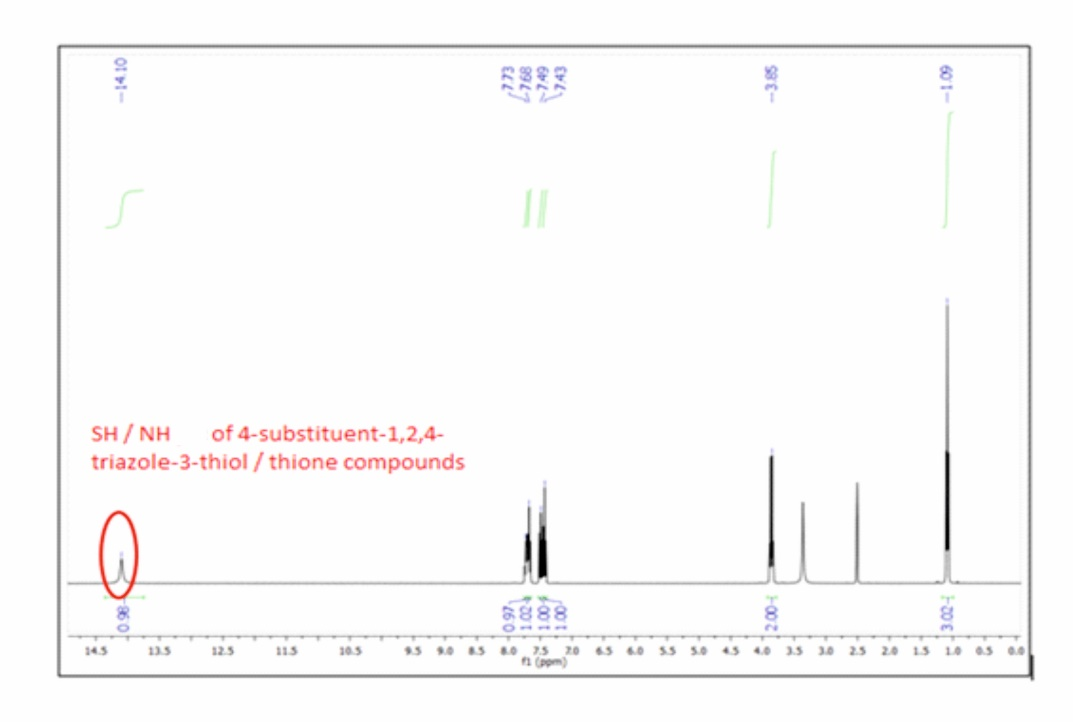 14.10 7.73 7.68 7.49 7.43 3.85 1.09
SH / NH of 4-substituent-1,2,4-
triazole-3-thiol / thione compounds
0.98 0.97 1.02 1.00 1.00 2.00 3.02
14.5 13.5 12.5 11.5 10.5 9.5 9.0 8.5 8.0 7.5 7.0 6.5 6.0 5.5 5.0 4.5 4.0 3.5 3.0 2.5 2.0 1.5 1.0 0.5 0.0
f1 (ppm)